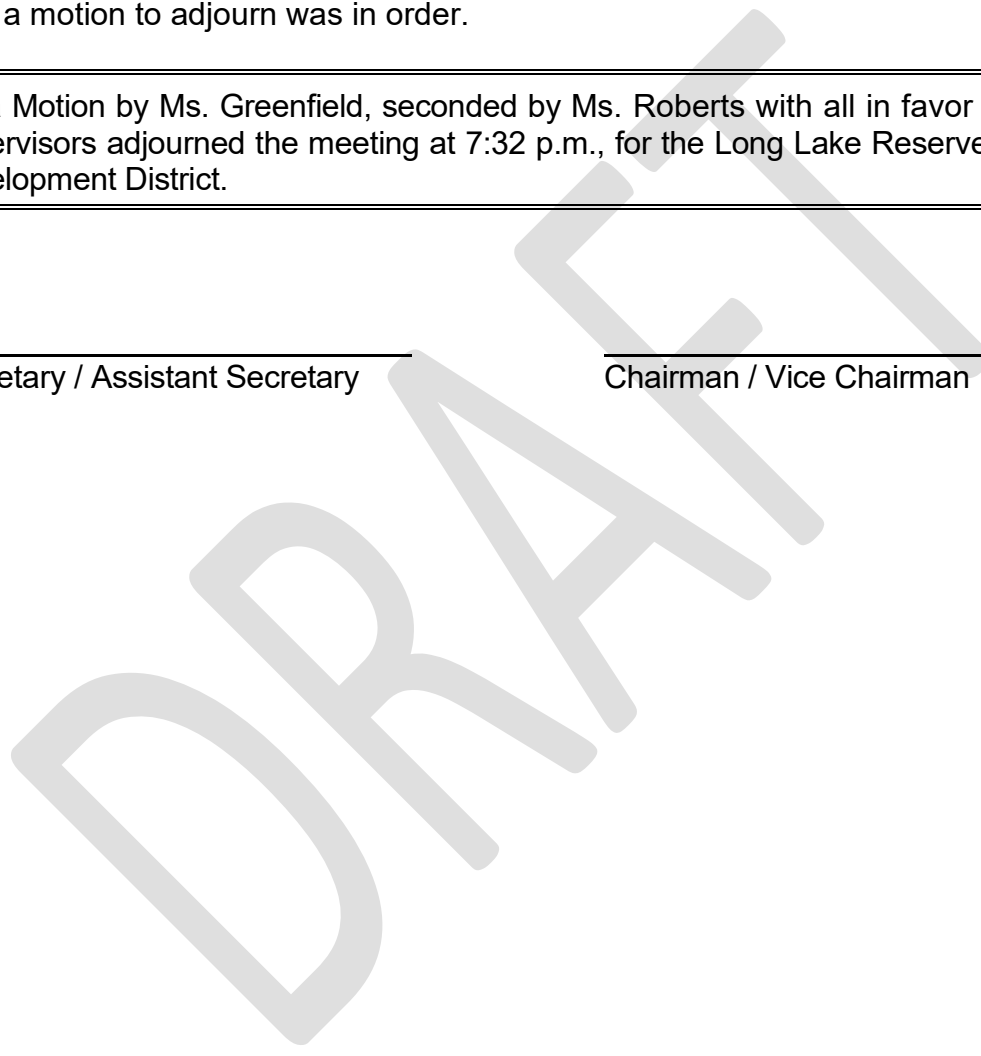 a motion to adjourn was in order.
Motion by Ms. Greenfield, seconded by Ms. Roberts with all in favor
ervisors adjourned the meeting at 7:32 p.m., for the Long Lake Reserve
elopment District.
etary / Assistant Secretary
Chairman / Vice Chairman
DRAFT